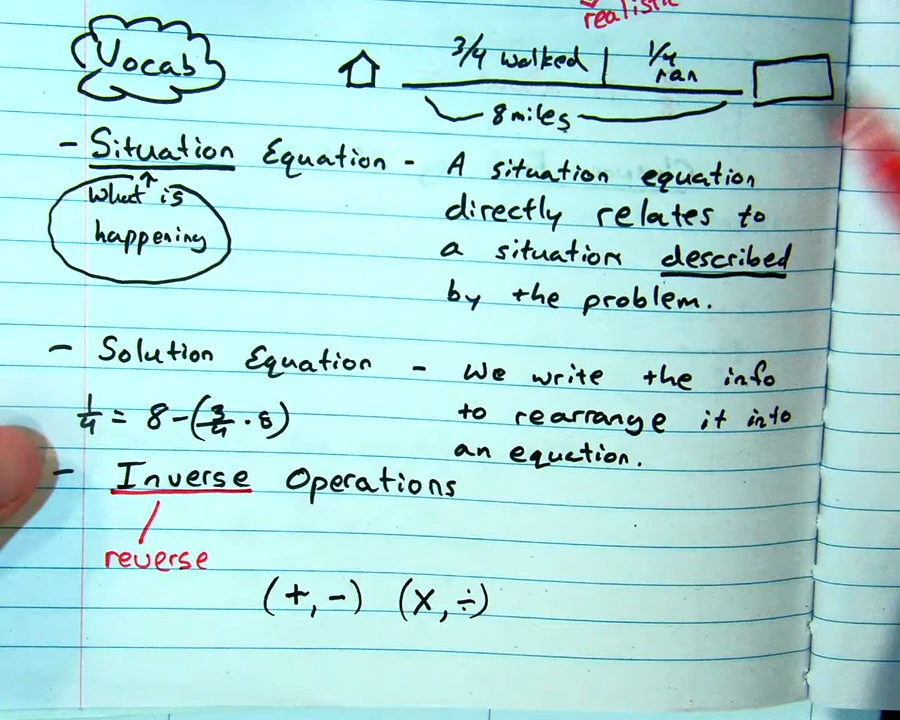 realistic
Vocab
3/4 walked | 1/4 ran
8 miles
- Situation Equation - A situation equation
directly relates to
a situation described
by the problem.
what is
happening
- Solution Equation - We write the info
to rearrange it into
an equation.
1/4 = 8 - (3/4 · 8)
- Inverse Operations
reverse
(+, -) (x, ÷)